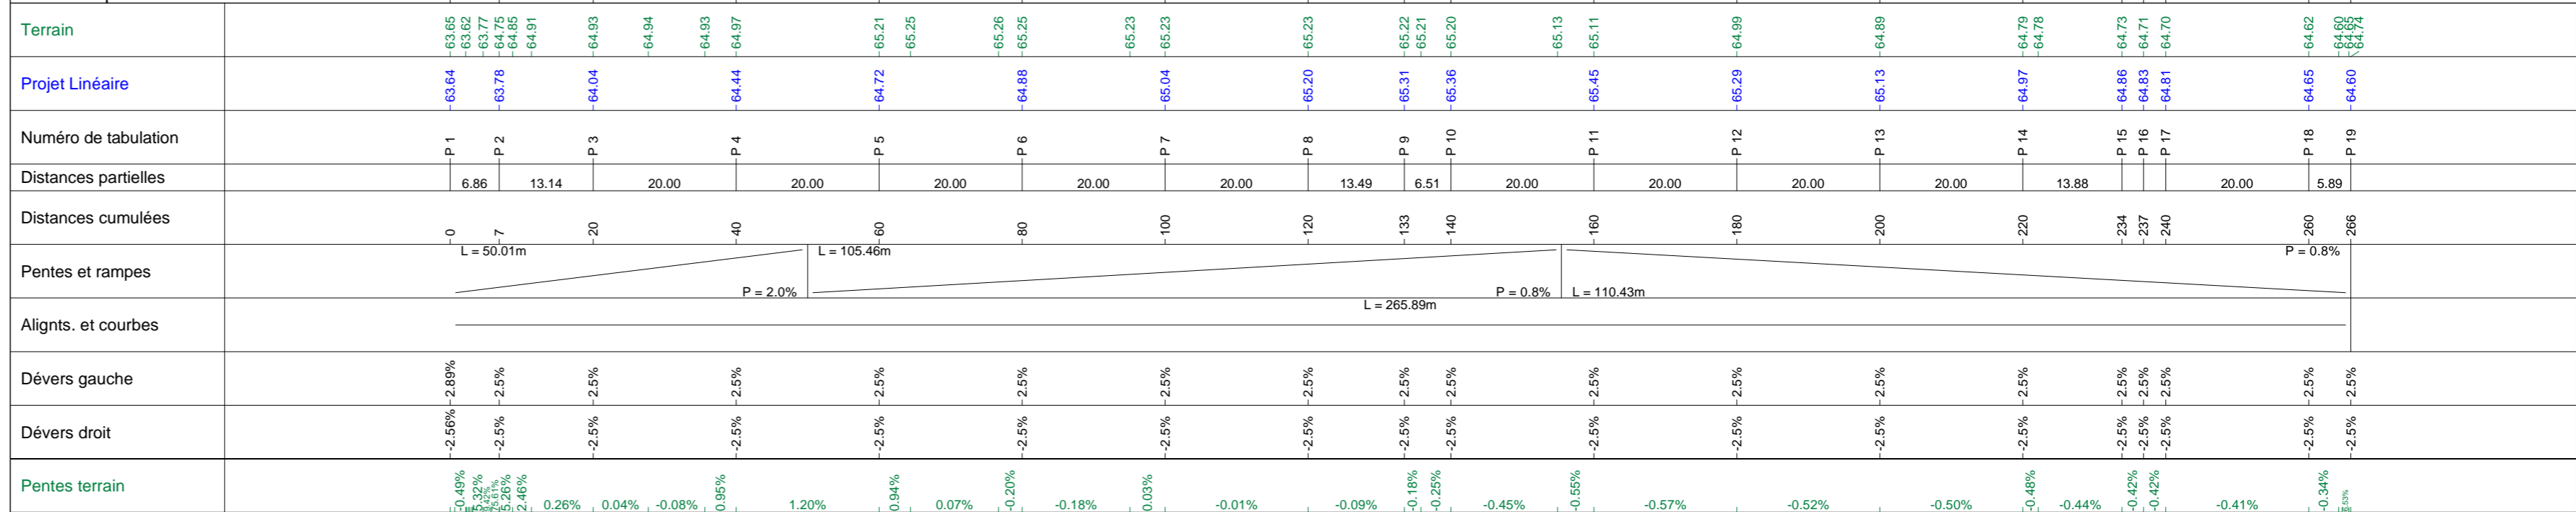 Terrain 63.65 63.62 63.77 64.75 64.85 64.91 64.93 64.94 64.93 64.97 65.21 65.25 65.26 65.25 65.23 65.23 65.23 65.22 65.21 65.20 65.13 65.11 64.99 64.89 64.79 64.78 64.73 64.71 64.70 64.62 64.60 64.65 64.74
Projet Linéaire 63.64 63.78 64.04 64.44 64.72 64.88 65.04 65.20 65.31 65.36 65.45 65.29 65.13 64.97 64.86 64.83 64.81 64.65 64.60
Numéro de tabulation P 1 P 2 P 3 P 4 P 5 P 6 P 7 P 8 P 9 P 10 P 11 P 12 P 13 P 14 P 15 P 16 P 17 P 18 P 19
Distances partielles 6.86 13.14 20.00 20.00 20.00 20.00 20.00 13.49 6.51 20.00 20.00 20.00 20.00 13.88 20.00 5.89
Distances cumulées 0 7 20 40 60 80 100 120 133 140 160 180 200 220 234 237 240 260 266
L = 50.01m L = 105.46m P = 0.8%
Pentes et rampes
P = 2.0% P = 0.8% L = 110.43m
L = 265.89m
Alignts. et courbes
Dévers gauche 2.89% 2.5% 2.5% 2.5% 2.5% 2.5% 2.5% 2.5% 2.5% 2.5% 2.5% 2.5% 2.5% 2.5% 2.5% 2.5% 2.5% 2.5% 2.5%
Dévers droit -2.56% -2.5% -2.5% -2.5% -2.5% -2.5% -2.5% -2.5% -2.5% -2.5% -2.5% -2.5% -2.5% -2.5% -2.5% -2.5% -2.5% -2.5% -2.5%
Pentes terrain -0.49% 5.26% 2.46% 0.26% 0.04% -0.08% 0.95% 1.20% 0.94% 0.07% -0.20% -0.18% 0.03% -0.01% -0.09% -0.18% -0.25% -0.45% -0.55% -0.57% -0.52% -0.50% -0.48% -0.44% -0.42% -0.42% -0.41% -0.34%